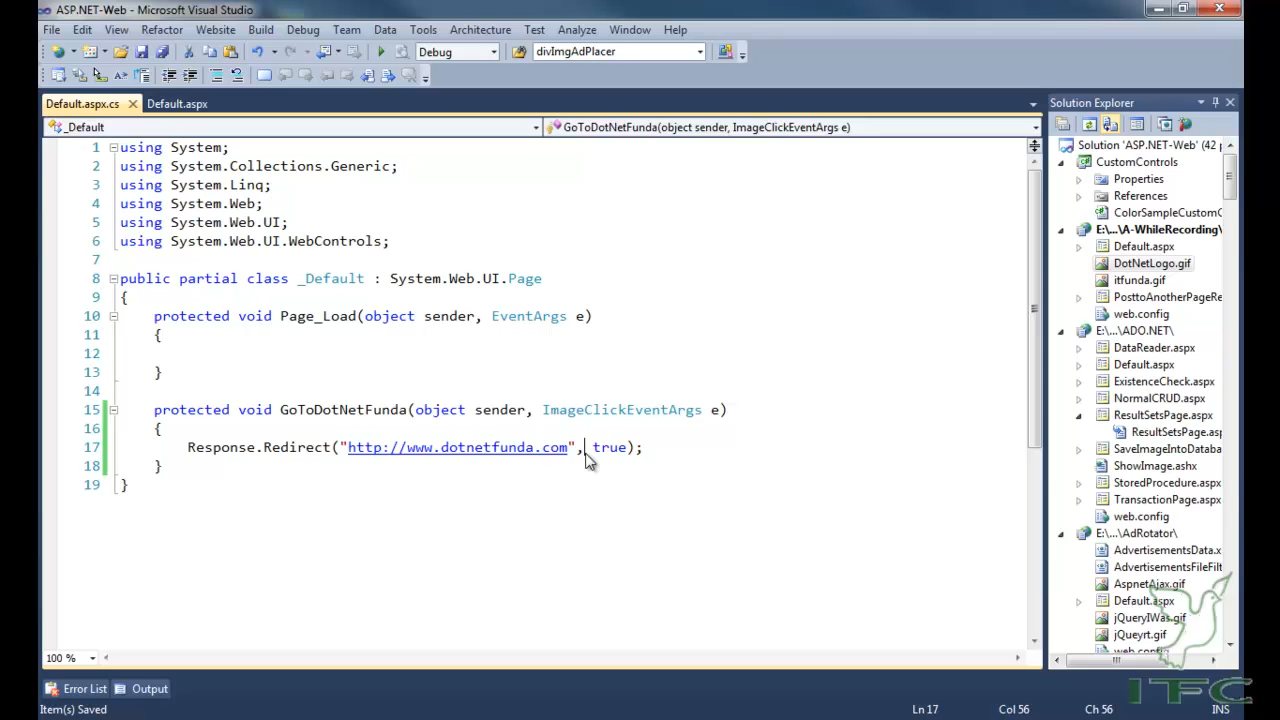 ASP.NET-Web - Microsoft Visual Studio
File Edit View Refactor Website Build Debug Team Data Tools Architecture Test Analyze Window Help
Debug divImgAdPlacer
Default.aspx.cs Default.aspx
_Default GoToDotNetFunda(object sender, ImageClickEventArgs e)
1 using System;
2 using System.Collections.Generic;
3 using System.Linq;
4 using System.Web;
5 using System.Web.UI;
6 using System.Web.UI.WebControls;
7
8 public partial class _Default : System.Web.UI.Page
9 {
10 protected void Page_Load(object sender, EventArgs e)
11 {
12
13 }
14
15 protected void GoToDotNetFunda(object sender, ImageClickEventArgs e)
16 {
17 Response.Redirect("http://www.dotnetfunda.com", true);
18 }
19 }
100 %
Solution Explorer
Solution 'ASP.NET-Web' (42 p
CustomControls
Properties
References
ColorSampleCustomC
E:\...\A-WhileRecording\
Default.aspx
DotNetLogo.gif
itfunda.gif
PosttoAnotherPageRe
web.config
E:\...\ADO.NET\
DataReader.aspx
Default.aspx
ExistenceCheck.aspx
NormalCRUD.aspx
ResultSetsPage.aspx
ResultSetsPage.aspx
SaveImageIntoDataba
ShowImage.ashx
StoredProcedure.aspx
TransactionPage.aspx
web.config
E:\...\AdRotator\
AdvertisementsData.x
AdvertisementsFileFilt
AspnetAjax.gif
Default.aspx
jQueryIWas.gif
jQueyrt.gif
web.config
Error List Output
ITFC
Item(s) Saved Ln 17 Col 56 Ch 56 INS